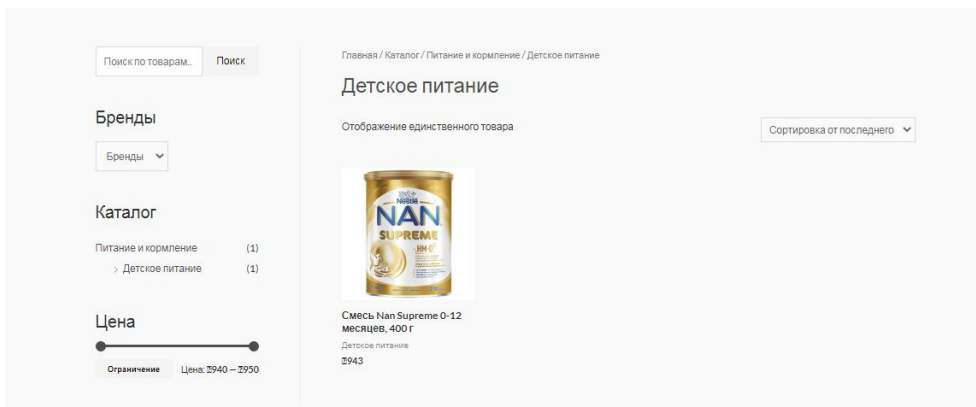 Поиск по товарам..
Поиск
Бренды
Бренды
Каталог
Питание и кормление (1)
Детское питание (1)
Цена
Ограничение
Цена: 940 — 950
Главная / Каталог / Питание и кормление / Детское питание
Детское питание
Отображение единственного товара
Сортировка от последнего
Nestlé
NAN
SUPREME
Смесь Nan Supreme 0-12
месяцев, 400 г
Детское питание
943